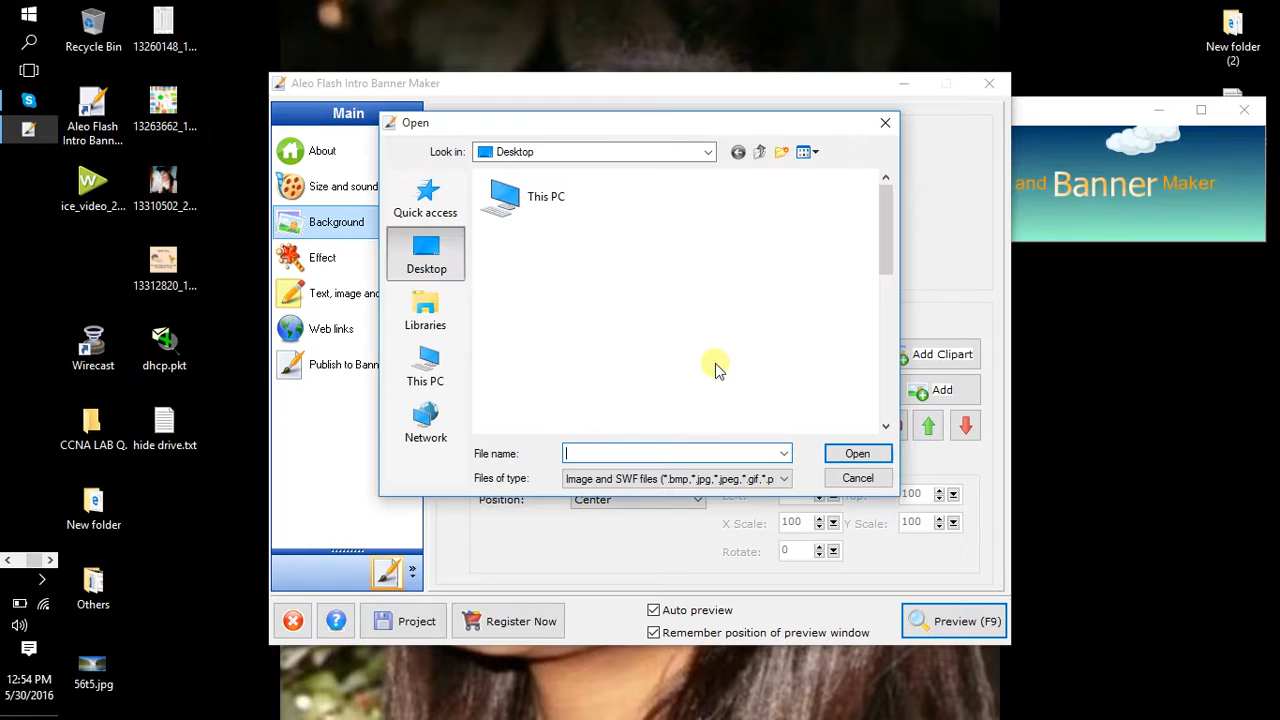 Recycle Bin
13260148_1...
New folder
(2)
Aleo Flash
Intro Bann...
13263662_1...
ice_video_2...
13310502_2...
13312820_1...
Wirecast
dhcp.pkt
CCNA LAB Q.
hide drive.txt
New folder
Others
56t5.jpg
12:54 PM
5/30/2016
Aleo Flash Intro Banner Maker
Main
About
Size and sound
Background
Effect
Text, image and
Web links
Publish to Bann
Open
Look in:
Desktop
Quick access
Desktop
Libraries
This PC
Network
This PC
File name:
Open
Files of type:
Image and SWF files (*.bmp,*.jpg,*.jpeg,*.gif,*.p
Cancel
Add Clipart
Add
Position:
Center
100
X Scale:
100
Y Scale:
100
Rotate:
0
Project
Register Now
Auto preview
Remember position of preview window
Preview (F9)
and Banner Maker